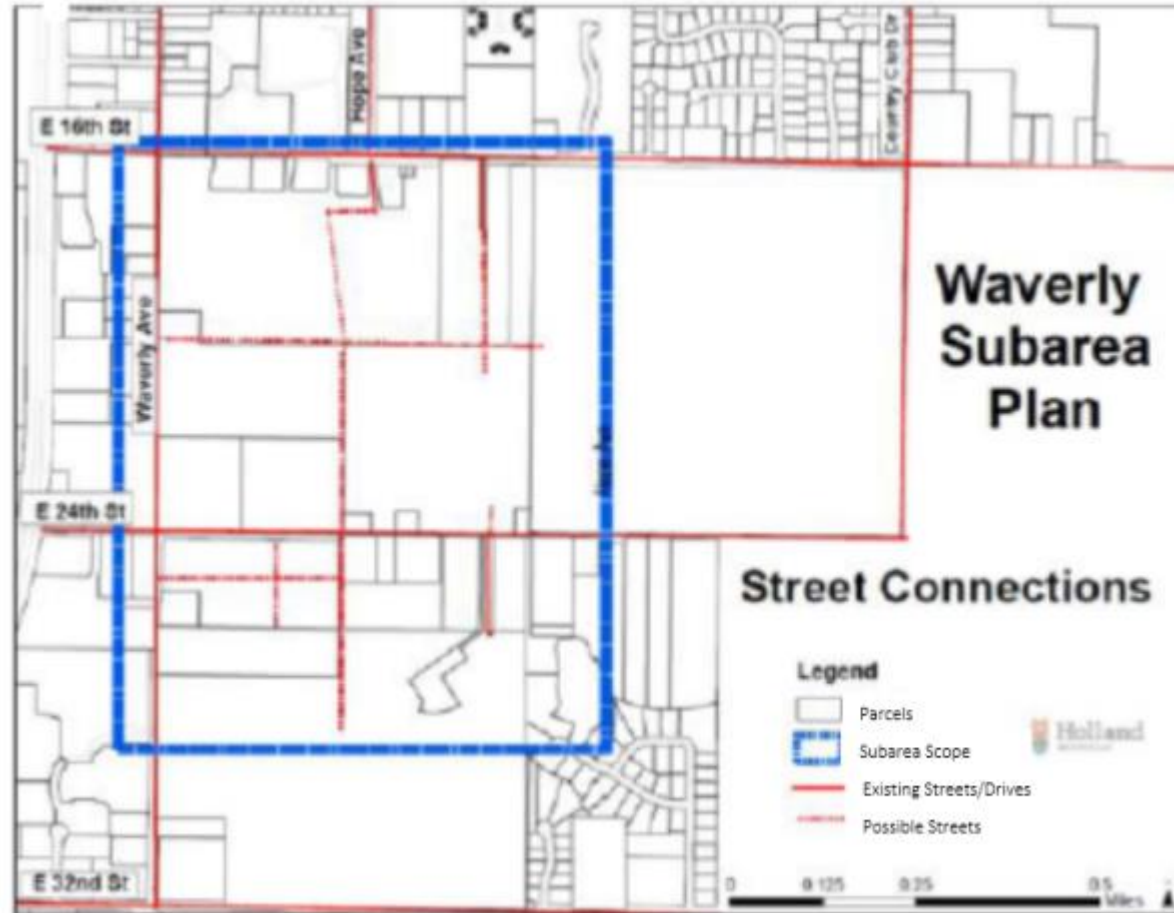 Hope Ave
Country Club Dr
E 16th St
Waverly Ave
Waverly
Subarea
Plan
E 24th St
Street Connections
Legend
Parcels
Subarea Scope
Existing Streets/Drives
Possible Streets
Holland
E 32nd St
0 0.125 0.25 0.5
Miles